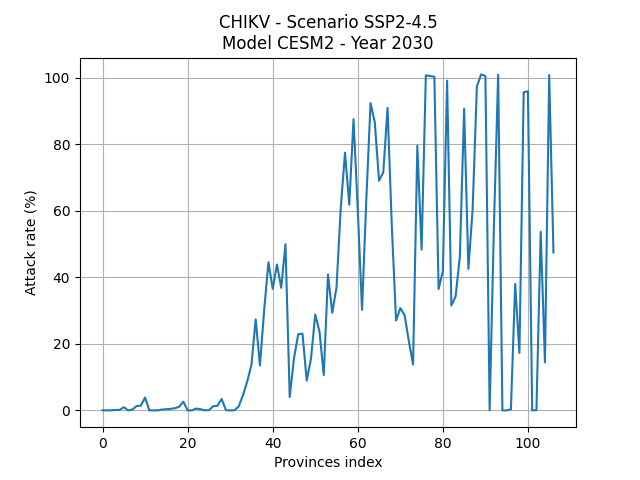 CHIKV - Scenario SSP2-4.5
Model CESM2 - Year 2030
Attack rate (%)
100
80
60
40
20
0
0 20 40 60 80 100
Provinces index